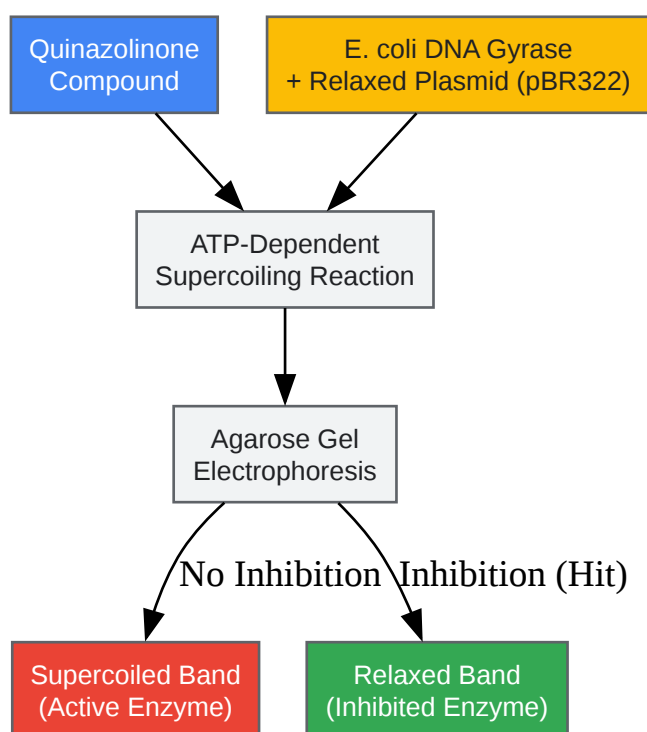 Quinazolinone
Compound
E. coli DNA Gyrase
+ Relaxed Plasmid (pBR322)
ATP-Dependent
Supercoiling Reaction
Agarose Gel
Electrophoresis
No Inhibition
Inhibition (Hit)
Supercoiled Band
(Active Enzyme)
Relaxed Band
(Inhibited Enzyme)